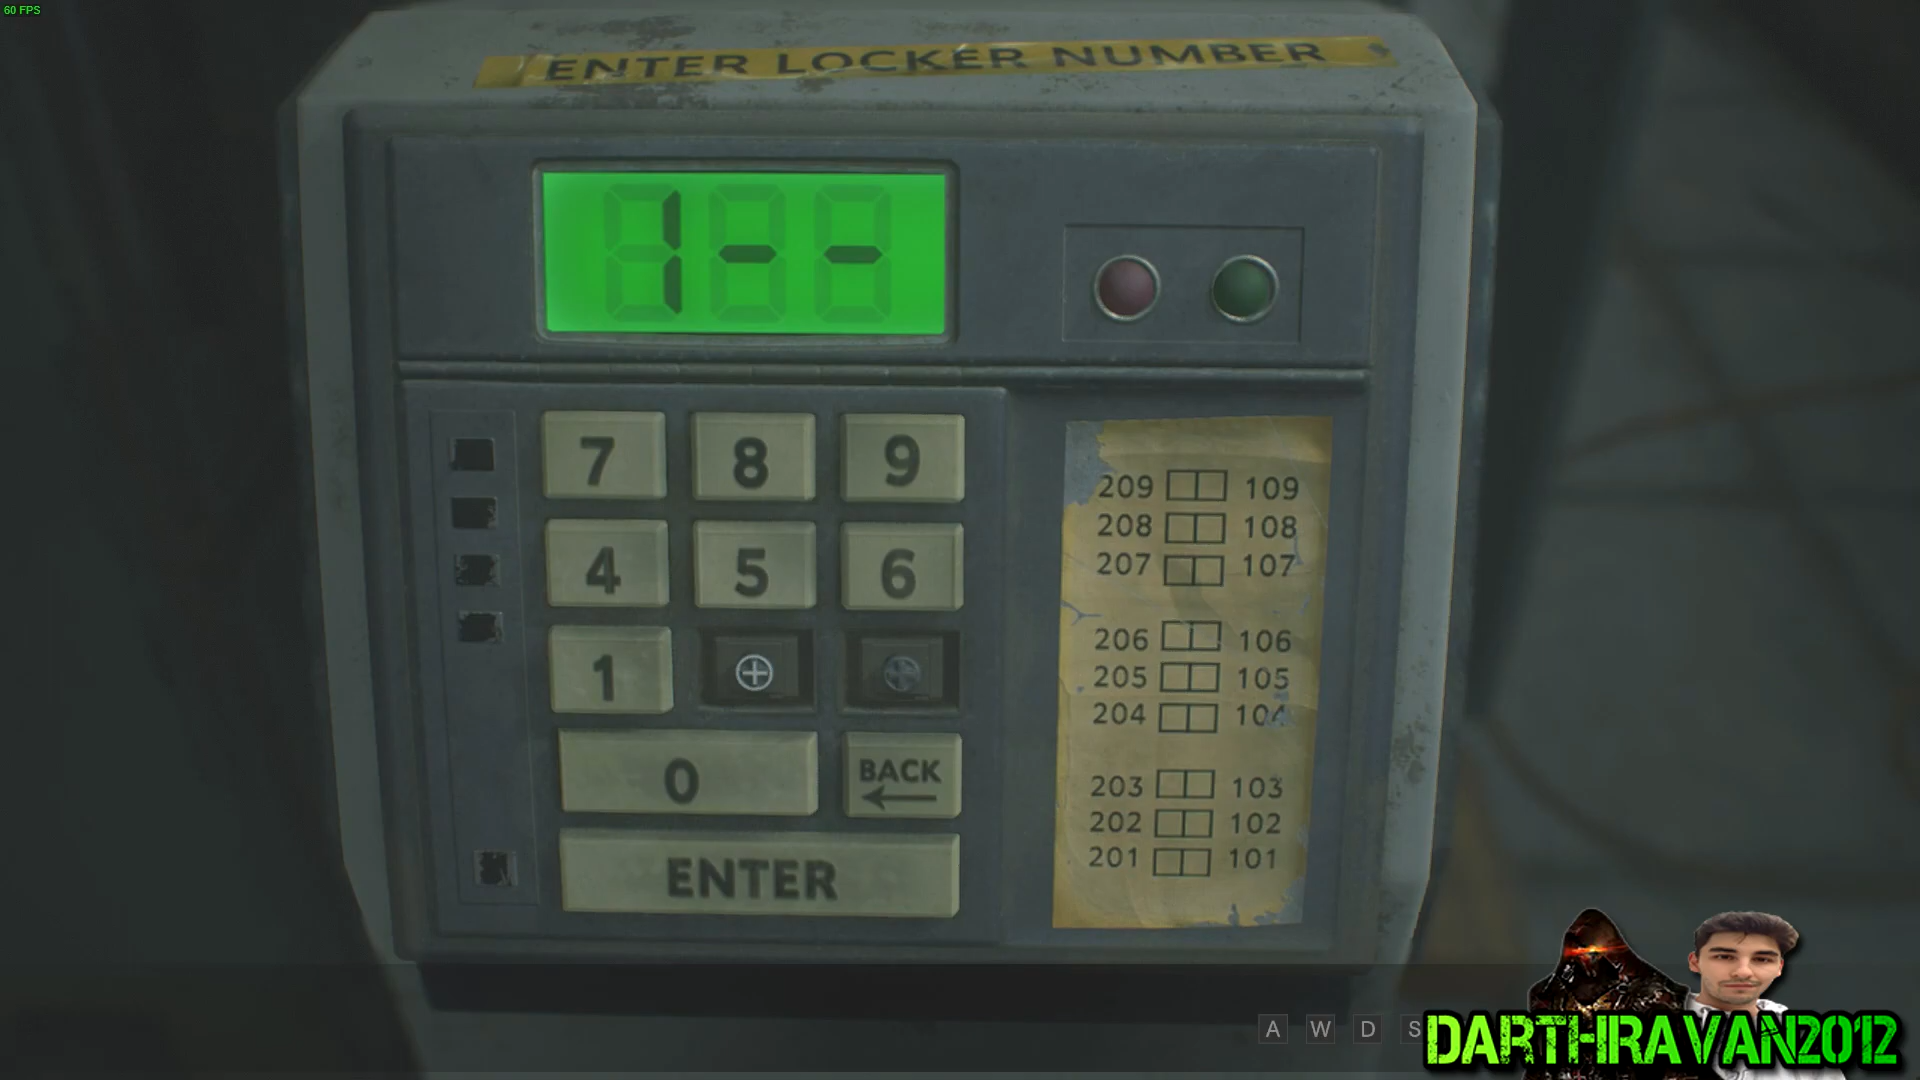 60 FPS
ENTER LOCKER NUMBER
1--
7 8 9
4 5 6
1
0 BACK
ENTER
209 109
208 108
207 107
206 106
205 105
204 104
203 103
202 102
201 101
A W D S
DARTHRAVAN2012